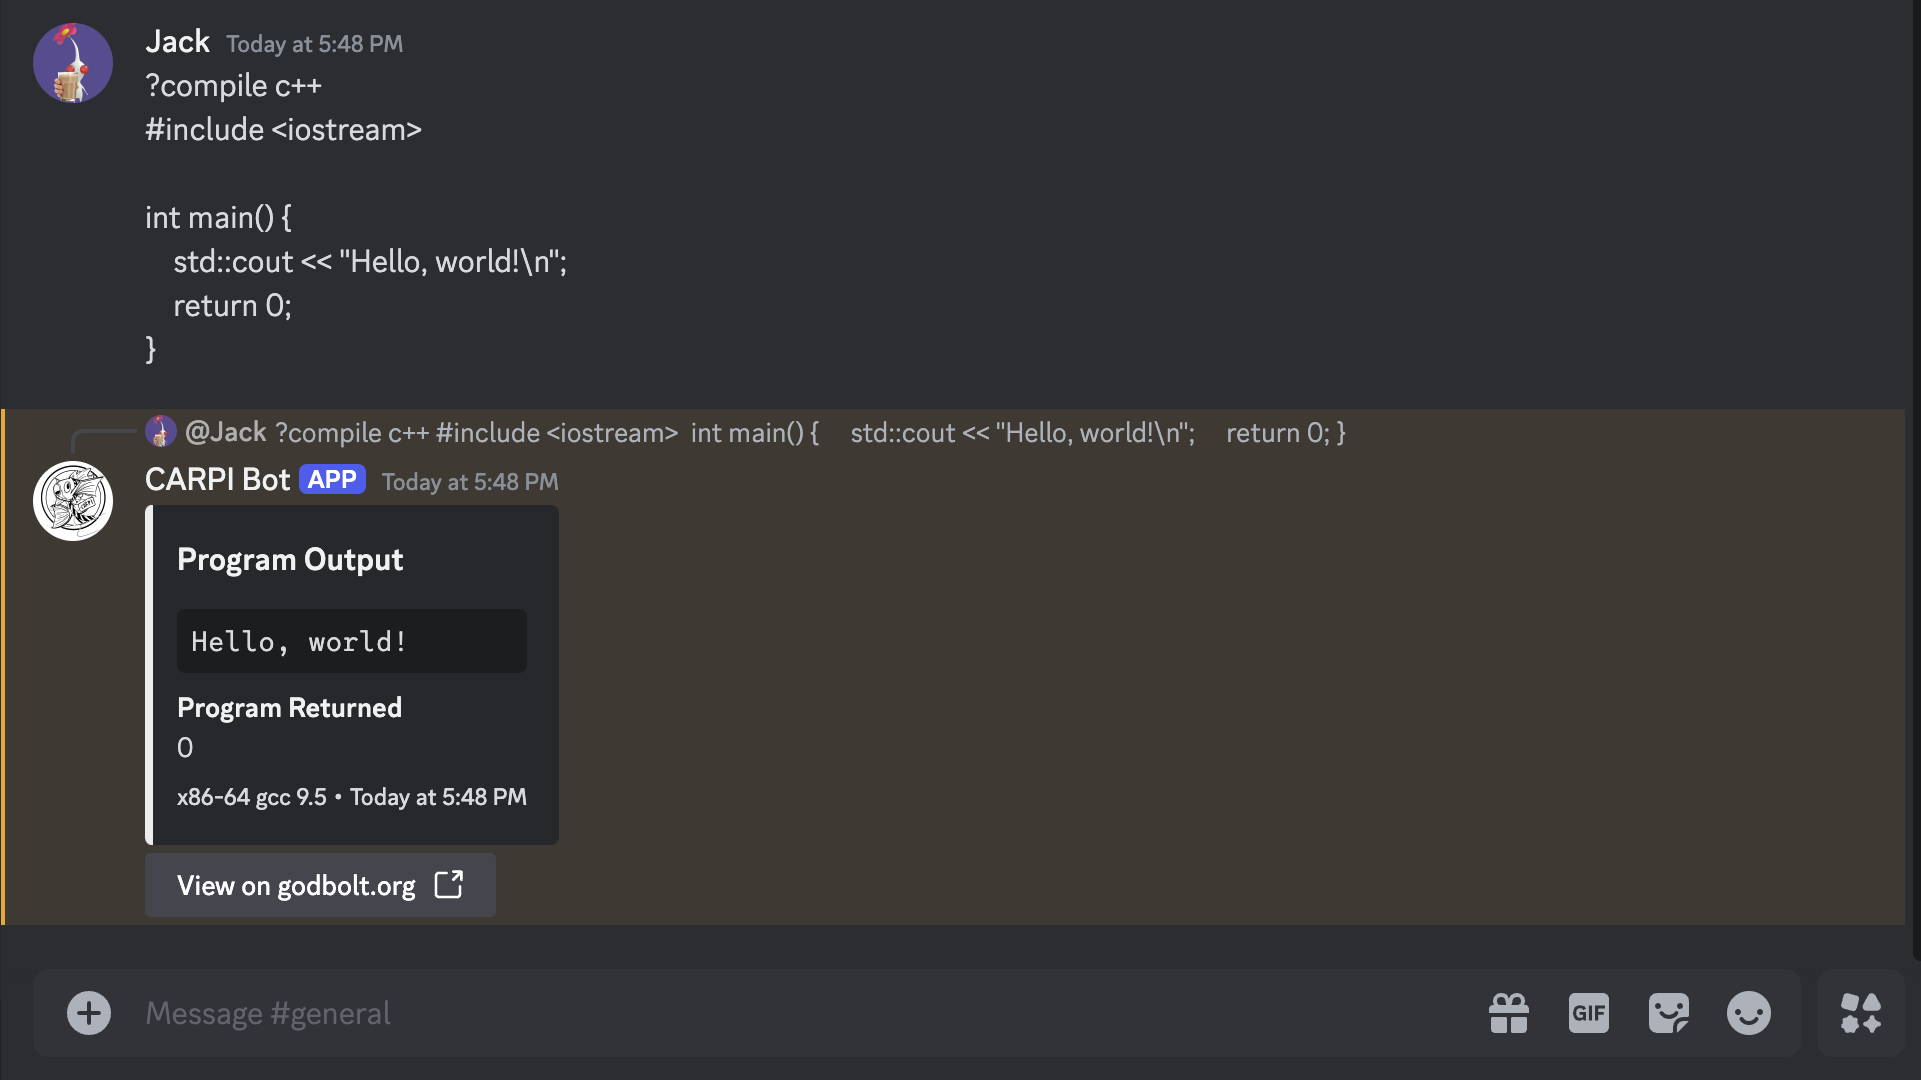 Jack Today at 5:48 PM
?compile c++
#include <iostream>
int main() {
    std::cout << "Hello, world!\n";
    return 0;
}
@Jack ?compile c++ #include <iostream>  int main() {     std::cout << "Hello, world!\n";     return 0; }
CARPI Bot APP Today at 5:48 PM
Program Output
Hello, world!
Program Returned
0
x86-64 gcc 9.5 • Today at 5:48 PM
View on godbolt.org
Message #general
GIF